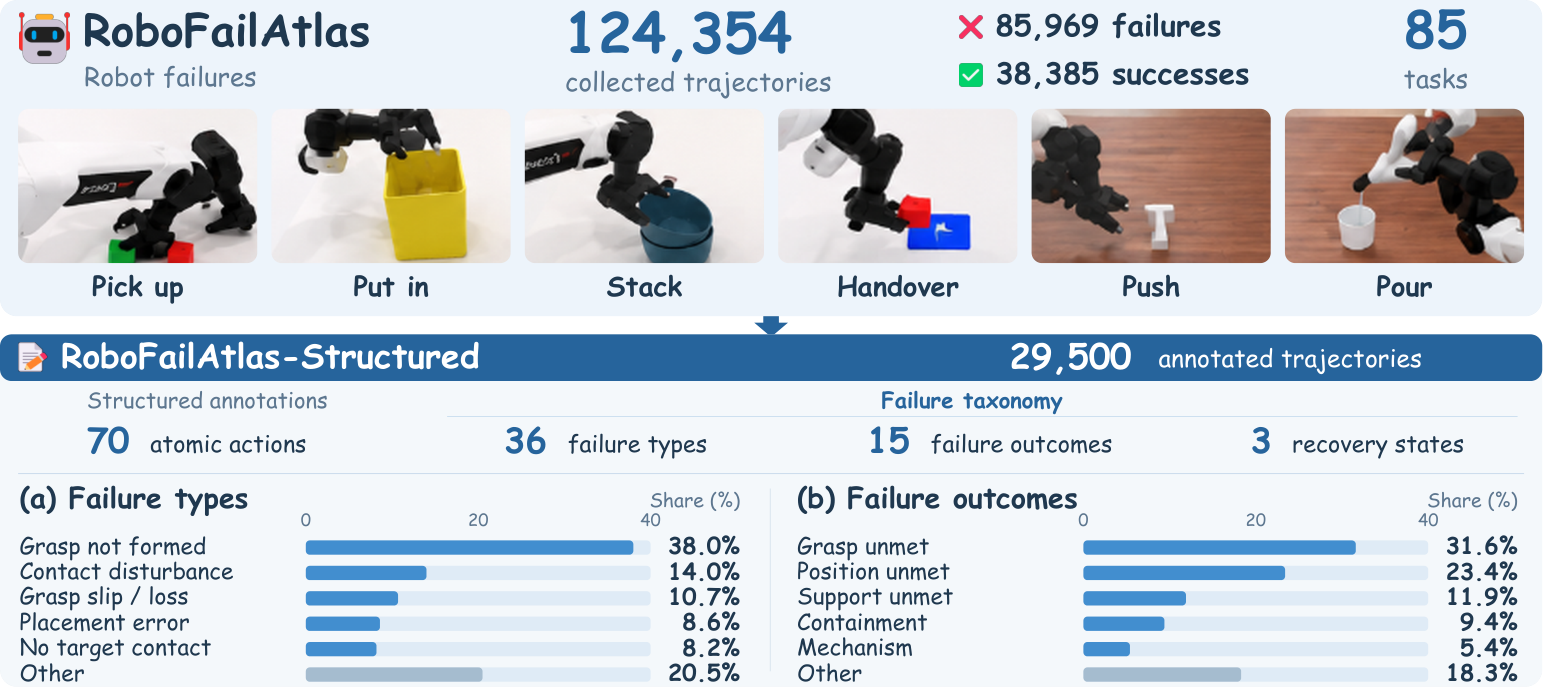 RoboFailAtlas
Robot failures
124,354
collected trajectories
85,969 failures
38,385 successes
85
tasks
Pick up
Put in
Stack
Handover
Push
Pour
RoboFailAtlas-Structured
29,500 annotated trajectories
Structured annotations
Failure taxonomy
70 atomic actions
36 failure types
15 failure outcomes
3 recovery states
(a) Failure types
Share (%)
0 20 40
Grasp not formed 38.0%
Contact disturbance 14.0%
Grasp slip / loss 10.7%
Placement error 8.6%
No target contact 8.2%
Other 20.5%
(b) Failure outcomes
Share (%)
0 20 40
Grasp unmet 31.6%
Position unmet 23.4%
Support unmet 11.9%
Containment 9.4%
Mechanism 5.4%
Other 18.3%